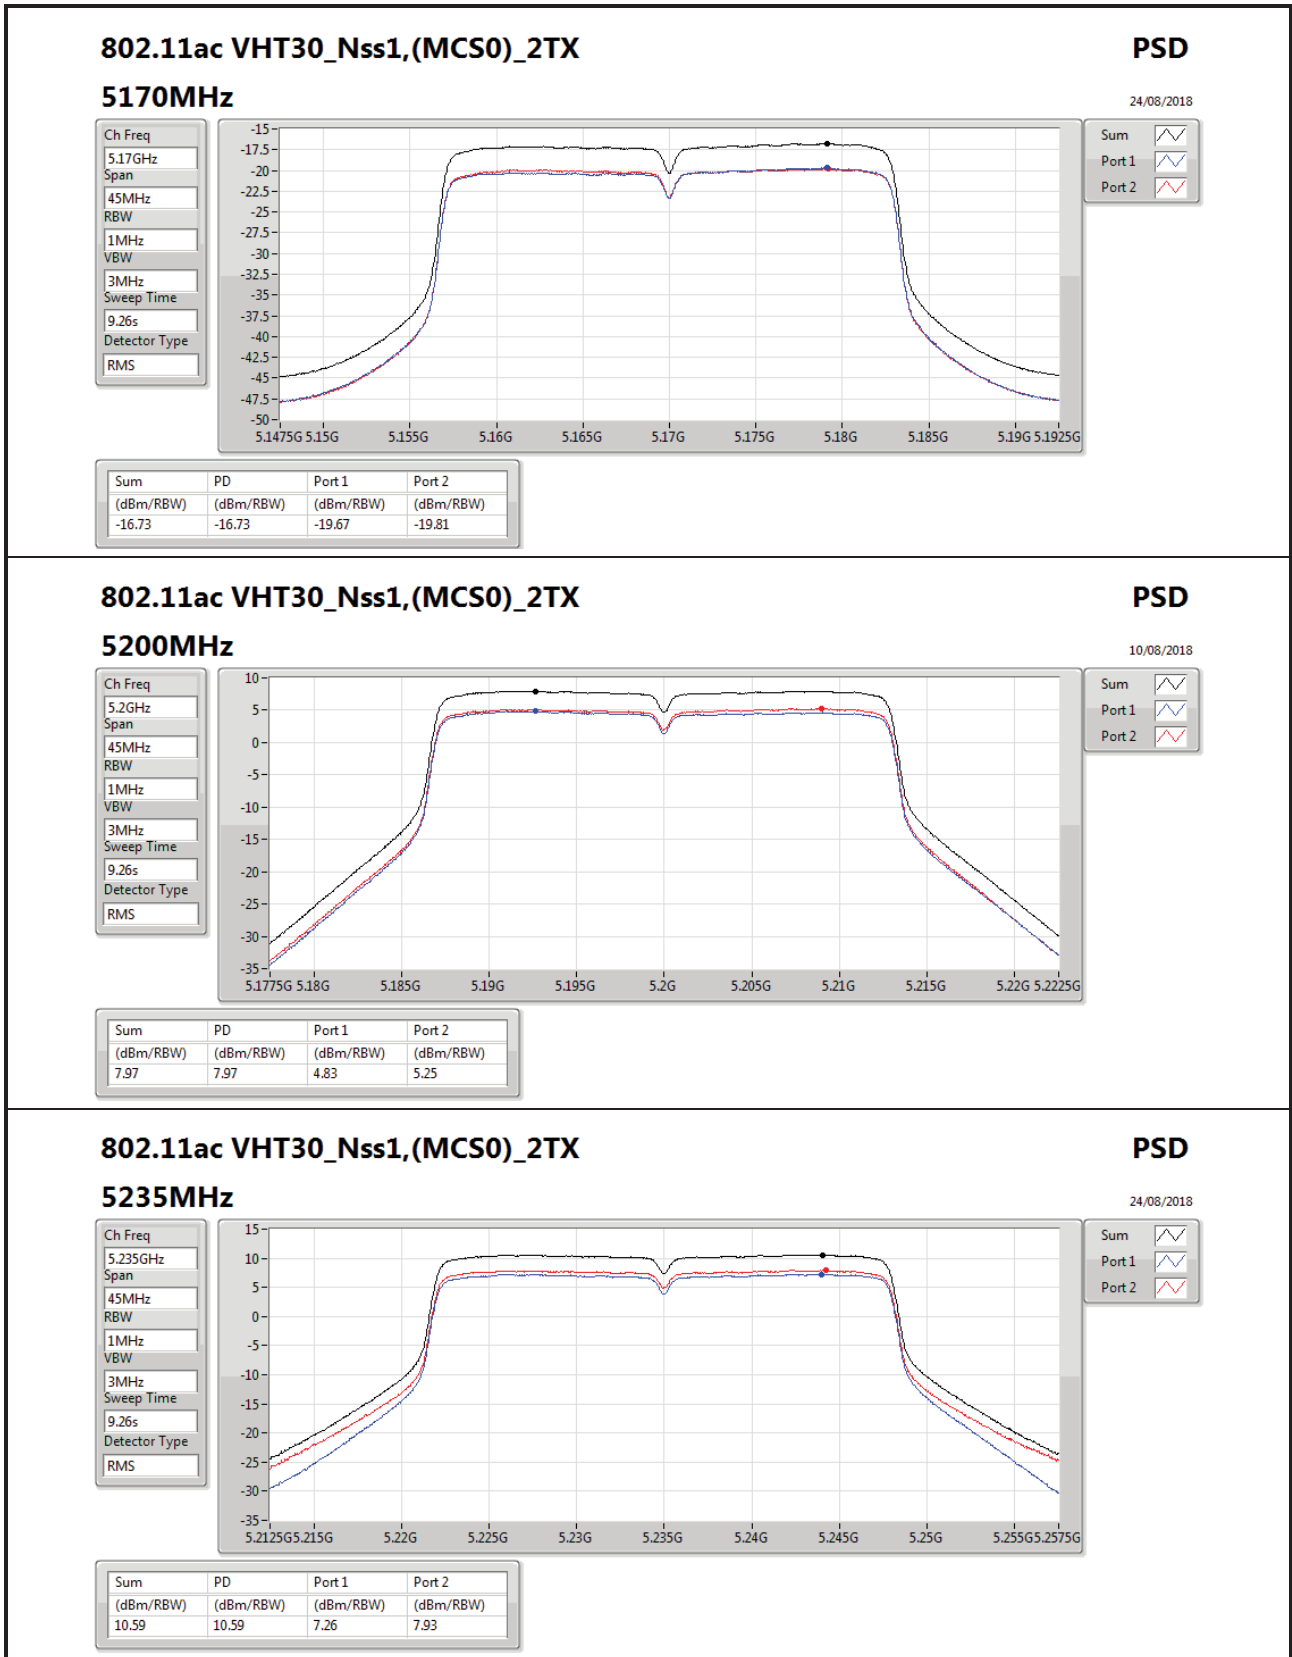 802.11ac VHT30_Nss1,(MCS0)_2TX PSD
5170MHz 24/08/2018
Ch Freq
5.17GHz
Span
45MHz
RBW
1MHz
VBW
3MHz
Sweep Time
9.26s
Detector Type
RMS
-15
-17.5
-20
-22.5
-25
-27.5
-30
-32.5
-35
-37.5
-40
-42.5
-45
-47.5
-50
5.1475G 5.15G 5.155G 5.16G 5.165G 5.17G 5.175G 5.18G 5.185G 5.19G 5.1925G
Sum
Port 1
Port 2
Sum PD Port 1 Port 2
(dBm/RBW) (dBm/RBW) (dBm/RBW) (dBm/RBW)
-16.73 -16.73 -19.67 -19.81
802.11ac VHT30_Nss1,(MCS0)_2TX PSD
5200MHz 10/08/2018
Ch Freq
5.2GHz
Span
45MHz
RBW
1MHz
VBW
3MHz
Sweep Time
9.26s
Detector Type
RMS
10
5
0
-5
-10
-15
-20
-25
-30
-35
5.1775G 5.18G 5.185G 5.19G 5.195G 5.2G 5.205G 5.21G 5.215G 5.22G 5.2225G
Sum
Port 1
Port 2
Sum PD Port 1 Port 2
(dBm/RBW) (dBm/RBW) (dBm/RBW) (dBm/RBW)
7.97 7.97 4.83 5.25
802.11ac VHT30_Nss1,(MCS0)_2TX PSD
5235MHz 24/08/2018
Ch Freq
5.235GHz
Span
45MHz
RBW
1MHz
VBW
3MHz
Sweep Time
9.26s
Detector Type
RMS
15
10
5
0
-5
-10
-15
-20
-25
-30
-35
5.2125G 5.215G 5.22G 5.225G 5.23G 5.235G 5.24G 5.245G 5.25G 5.255G 5.2575G
Sum
Port 1
Port 2
Sum PD Port 1 Port 2
(dBm/RBW) (dBm/RBW) (dBm/RBW) (dBm/RBW)
10.59 10.59 7.26 7.93